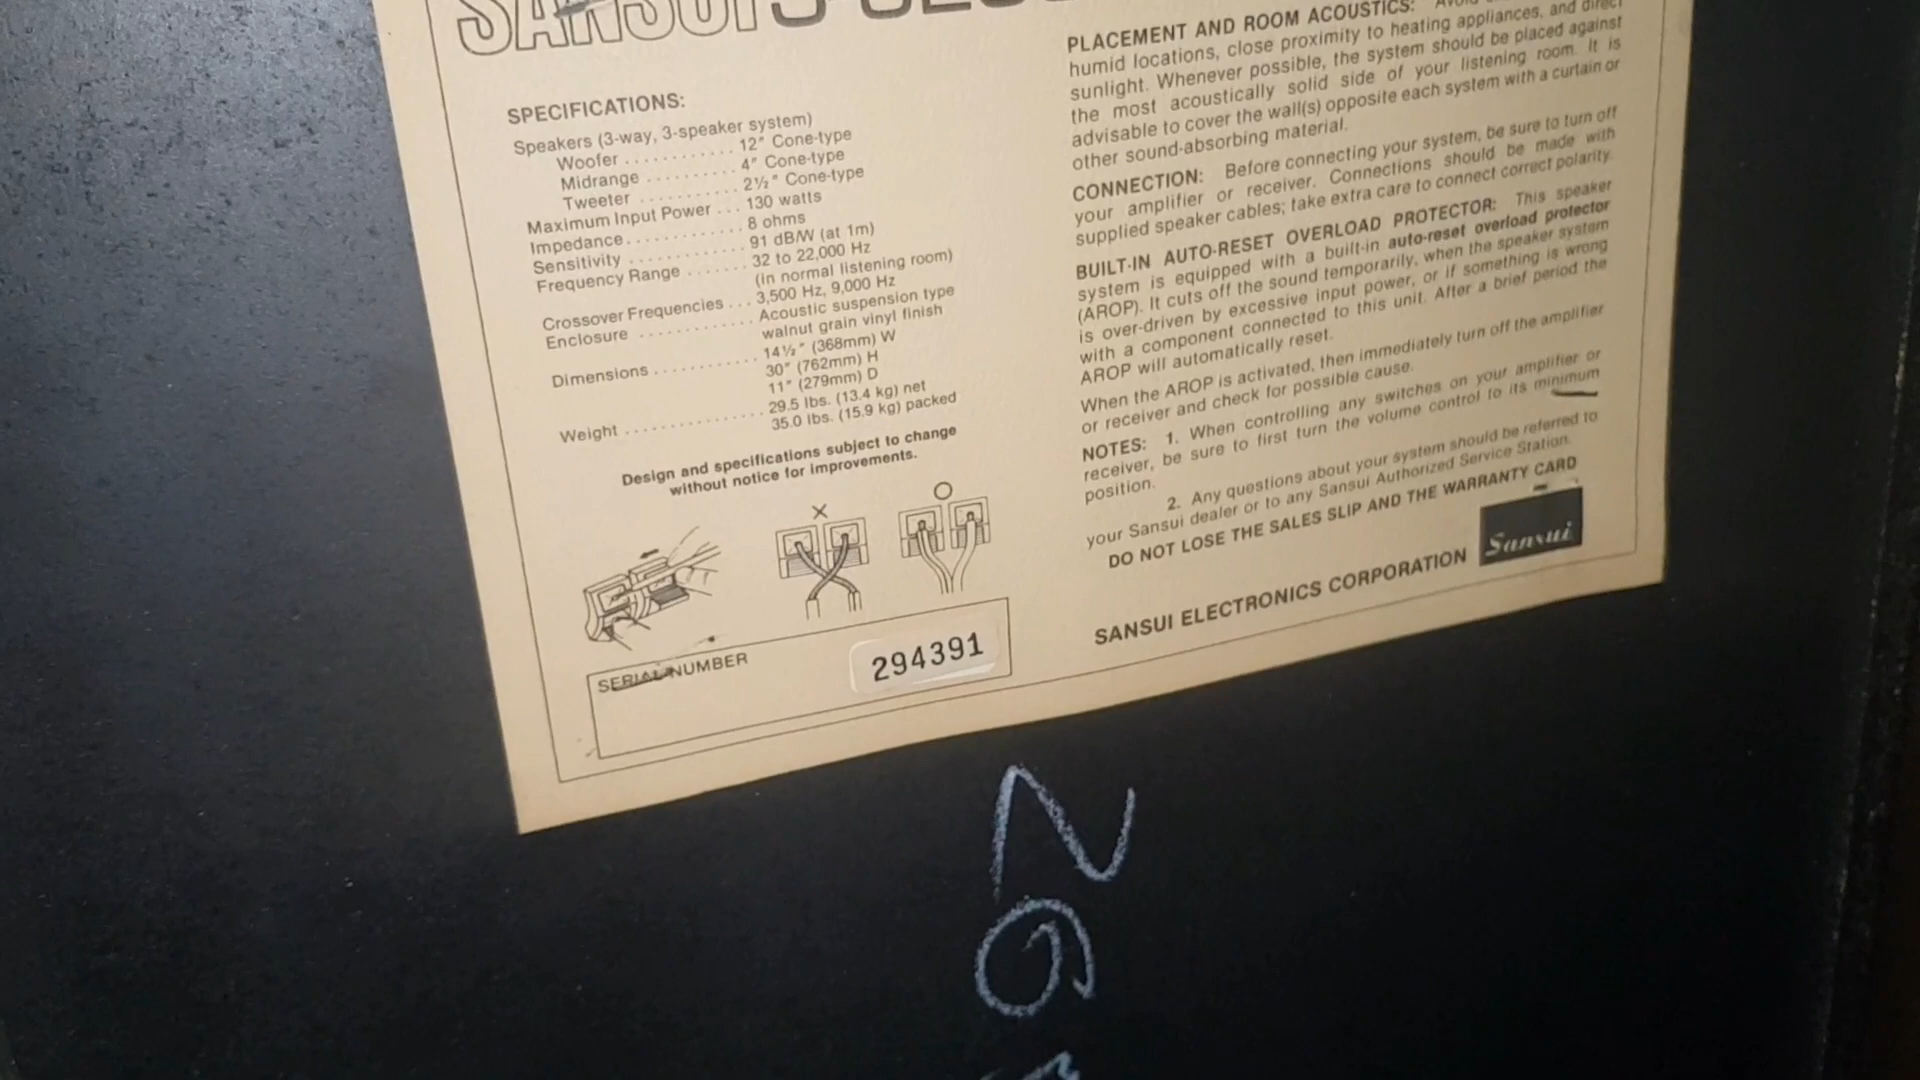 SANSUI
SPECIFICATIONS:
Speakers (3-way, 3-speaker system)
Woofer ........... 12" Cone-type
Midrange ......... 4" Cone-type
Tweeter .......... 2½" Cone-type
Maximum Input Power ... 130 watts
Impedance ............ 8 ohms
Sensitivity ............ 91 dB/W (at 1m)
Frequency Range ....... 32 to 22,000 Hz
(in normal listening room)
Crossover Frequencies ... 3,500 Hz, 9,000 Hz
Enclosure ............ Acoustic suspension type
walnut grain vinyl finish
Dimensions ........... 14½" (368mm) W
30" (762mm) H
11" (279mm) D
Weight .............. 29.5 lbs. (13.4 kg) net
35.0 lbs. (15.9 kg) packed
Design and specifications subject to change
without notice for improvements.
SERIAL NUMBER
294391
PLACEMENT AND ROOM ACOUSTICS:
humid locations, close proximity to heating appliances, and direct
sunlight. Whenever possible, the system should be placed against
the most acoustically solid side of your listening room. It is
advisable to cover the wall(s) opposite each system with a curtain or
other sound-absorbing material.
CONNECTION: Before connecting your system, be sure to turn off
your amplifier or receiver. Connections should be made with
supplied speaker cables; take extra care to connect correct polarity.
BUILT-IN AUTO-RESET OVERLOAD PROTECTOR: This speaker
system is equipped with a built-in auto-reset overload protector
(AROP). It cuts off the sound temporarily, when the speaker system
is over-driven by excessive input power, or if something is wrong
with a component connected to this unit. After a brief period the
AROP will automatically reset.
When the AROP is activated, then immediately turn off the amplifier
or receiver and check for possible cause.
NOTES: 1. When controlling any switches on your amplifier or
receiver, be sure to first turn the volume control to its minimum
position.
2. Any questions about your system should be referred to
your Sansui dealer or to any Sansui Authorized Service Station.
DO NOT LOSE THE SALES SLIP AND THE WARRANTY CARD
SANSUI ELECTRONICS CORPORATION
Sansui